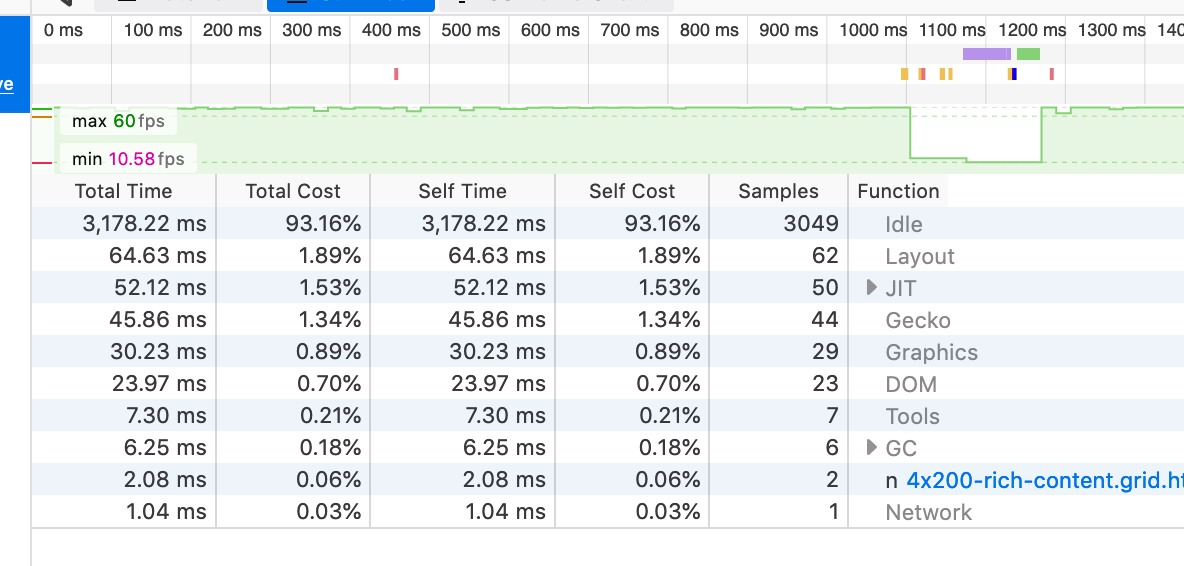 0 ms 100 ms 200 ms 300 ms 400 ms 500 ms 600 ms 700 ms 800 ms 900 ms 1000 ms 1100 ms 1200 ms 1300 ms 140
ve
max 60 fps
min 10.58 fps
Total Time Total Cost Self Time Self Cost Samples Function
3,178.22 ms 93.16% 3,178.22 ms 93.16% 3049 Idle
64.63 ms 1.89% 64.63 ms 1.89% 62 Layout
52.12 ms 1.53% 52.12 ms 1.53% 50 JIT
45.86 ms 1.34% 45.86 ms 1.34% 44 Gecko
30.23 ms 0.89% 30.23 ms 0.89% 29 Graphics
23.97 ms 0.70% 23.97 ms 0.70% 23 DOM
7.30 ms 0.21% 7.30 ms 0.21% 7 Tools
6.25 ms 0.18% 6.25 ms 0.18% 6 GC
2.08 ms 0.06% 2.08 ms 0.06% 2 n 4x200-rich-content.grid.ht
1.04 ms 0.03% 1.04 ms 0.03% 1 Network